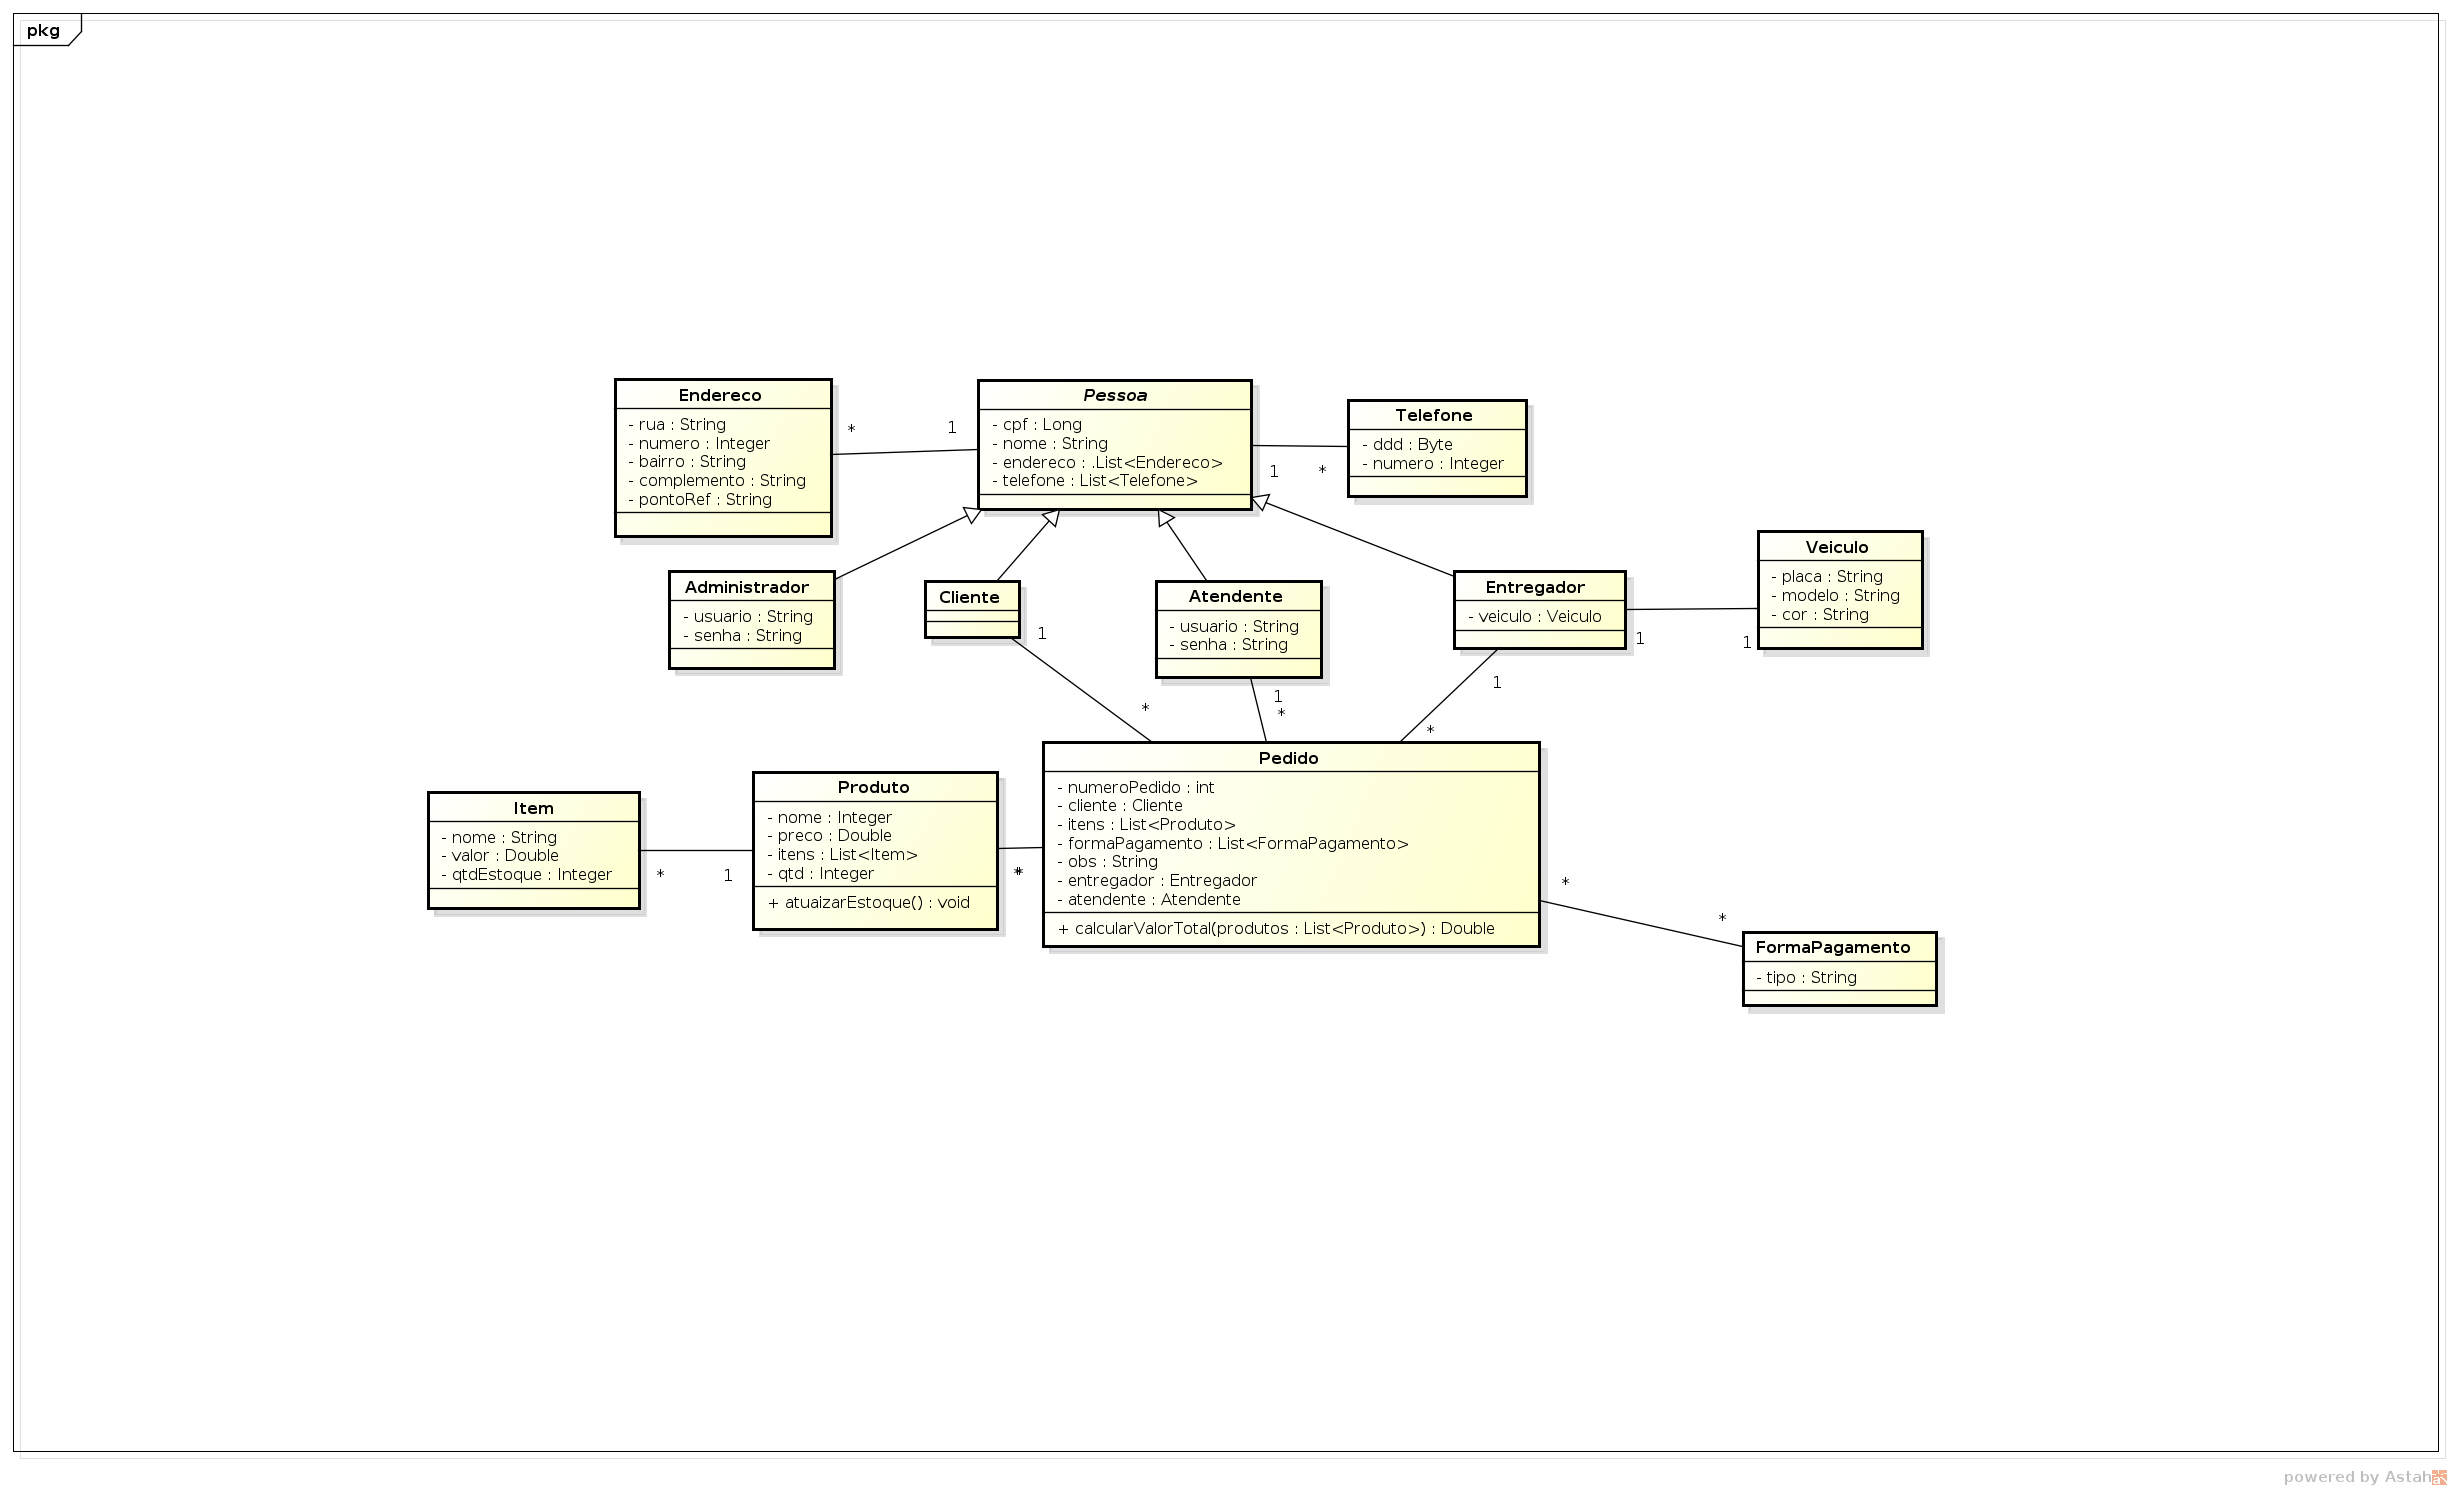 pkg
Endereco
- rua : String
- numero : Integer
- bairro : String
- complemento : String
- pontoRef : String
*
1
Pessoa
- cpf : Long
- nome : String
- endereco : .List<Endereco>
- telefone : List<Telefone>
1
*
Telefone
- ddd : Byte
- numero : Integer
Administrador
- usuario : String
- senha : String
Cliente
1
*
Atendente
- usuario : String
- senha : String
1
*
Entregador
- veiculo : Veiculo
1
1
1
*
Veiculo
- placa : String
- modelo : String
- cor : String
Item
- nome : String
- valor : Double
- qtdEstoque : Integer
*
1
Produto
- nome : Integer
- preco : Double
- itens : List<Item>
- qtd : Integer
+ atuaizarEstoque() : void
*
*
Pedido
- numeroPedido : int
- cliente : Cliente
- itens : List<Produto>
- formaPagamento : List<FormaPagamento>
- obs : String
- entregador : Entregador
- atendente : Atendente
+ calcularValorTotal(produtos : List<Produto>) : Double
*
*
FormaPagamento
- tipo : String
powered by Astah